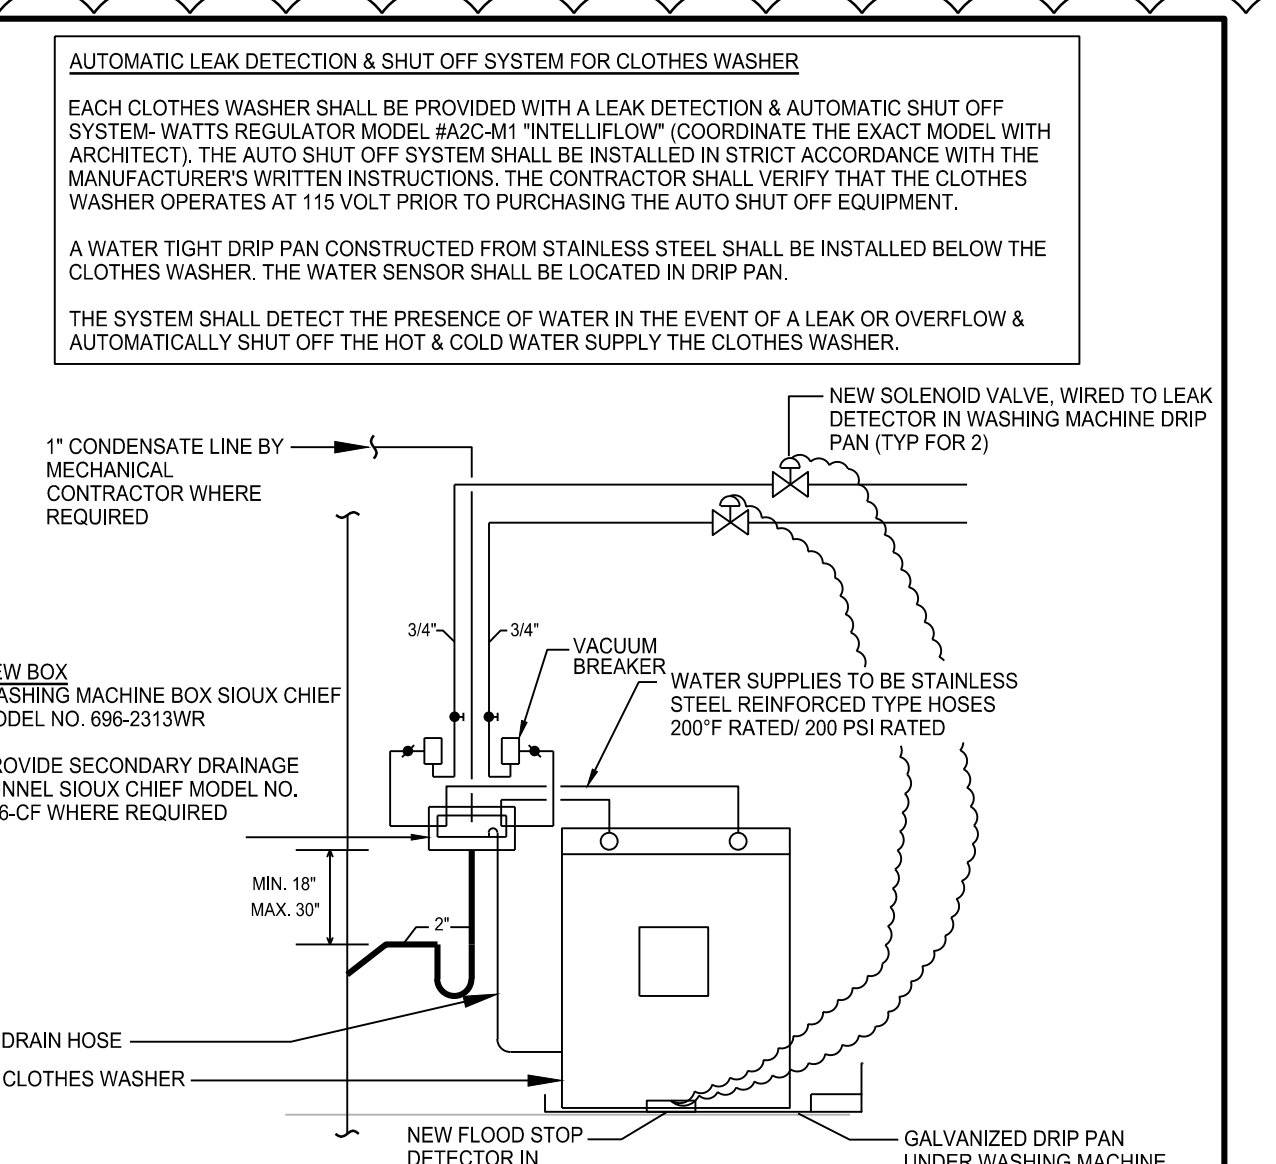 AUTOMATIC LEAK DETECTION & SHUT OFF SYSTEM FOR CLOTHES WASHER
EACH CLOTHES WASHER SHALL BE PROVIDED WITH A LEAK DETECTION & AUTOMATIC SHUT OFF
SYSTEM- WATTS REGULATOR MODEL #A2C-M1 "INTELLIFLOW" (COORDINATE THE EXACT MODEL WITH
ARCHITECT). THE AUTO SHUT OFF SYSTEM SHALL BE INSTALLED IN STRICT ACCORDANCE WITH THE
MANUFACTURER'S WRITTEN INSTRUCTIONS. THE CONTRACTOR SHALL VERIFY THAT THE CLOTHES
WASHER OPERATES AT 115 VOLT PRIOR TO PURCHASING THE AUTO SHUT OFF EQUIPMENT.
A WATER TIGHT DRIP PAN CONSTRUCTED FROM STAINLESS STEEL SHALL BE INSTALLED BELOW THE
CLOTHES WASHER. THE WATER SENSOR SHALL BE LOCATED IN DRIP PAN.
THE SYSTEM SHALL DETECT THE PRESENCE OF WATER IN THE EVENT OF A LEAK OR OVERFLOW &
AUTOMATICALLY SHUT OFF THE HOT & COLD WATER SUPPLY THE CLOTHES WASHER.
NEW SOLENOID VALVE, WIRED TO LEAK
DETECTOR IN WASHING MACHINE DRIP
PAN (TYP FOR 2)
1" CONDENSATE LINE BY
MECHANICAL
CONTRACTOR WHERE
REQUIRED
3/4"
3/4"
VACUUM
BREAKER
WATER SUPPLIES TO BE STAINLESS
STEEL REINFORCED TYPE HOSES
200°F RATED/ 200 PSI RATED
EW BOX
ASHING MACHINE BOX SIOUX CHIEF
ODEL NO. 696-2313WR
ROVIDE SECONDARY DRAINAGE
NNEL SIOUX CHIEF MODEL NO.
6-CF WHERE REQUIRED
MIN. 18"
MAX. 30"
2"
DRAIN HOSE
CLOTHES WASHER
NEW FLOOD STOP
DETECTOR IN
GALVANIZED DRIP PAN
UNDER WASHING MACHINE